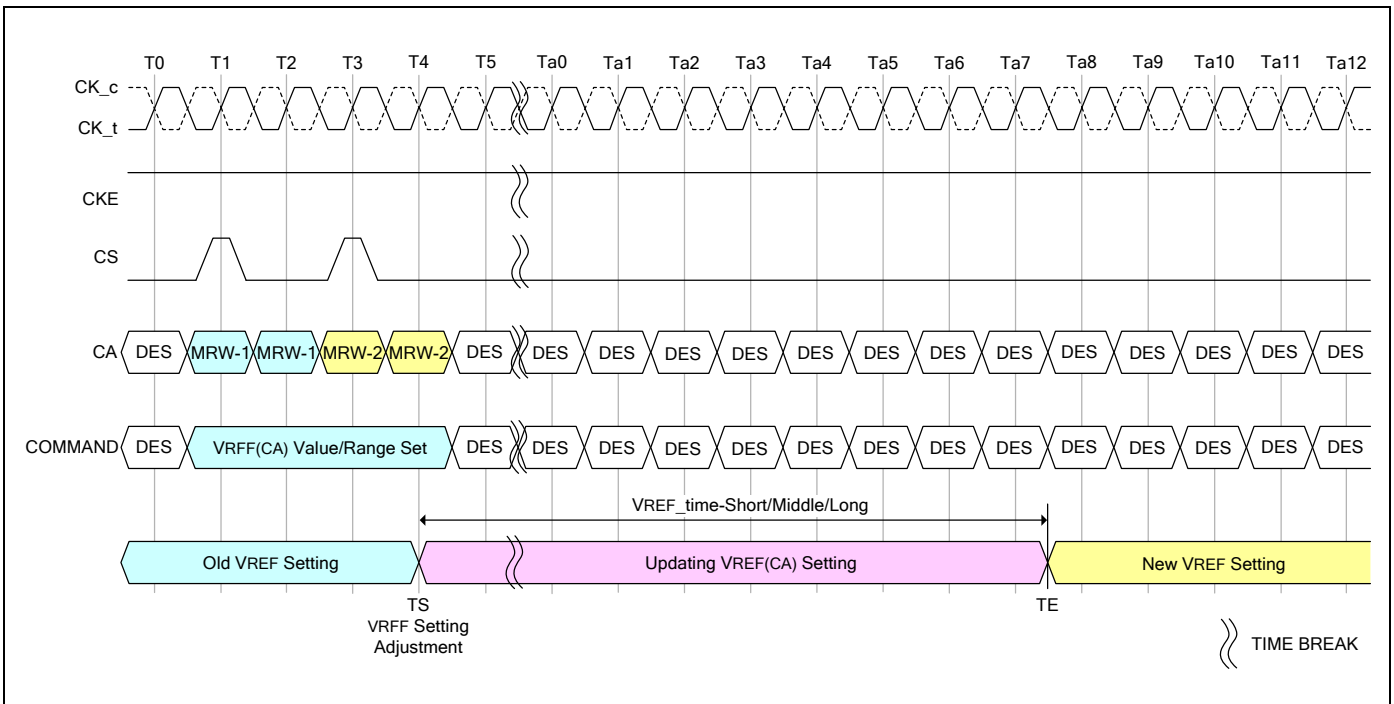 T0 T1 T2 T3 T4 T5 Ta0 Ta1 Ta2 Ta3 Ta4 Ta5 Ta6 Ta7 Ta8 Ta9 Ta10 Ta11 Ta12
CK_c
CK_t
CKE
CS
CA DES MRW-1 MRW-1 MRW-2 MRW-2 DES DES DES DES DES DES DES DES DES DES DES DES DES DES
COMMAND DES VRFF(CA) Value/Range Set DES DES DES DES DES DES DES DES DES DES DES DES DES DES
VREF_time-Short/Middle/Long
Old VREF Setting Updating VREF(CA) Setting New VREF Setting
TS TE
VRFF Setting
Adjustment
TIME BREAK